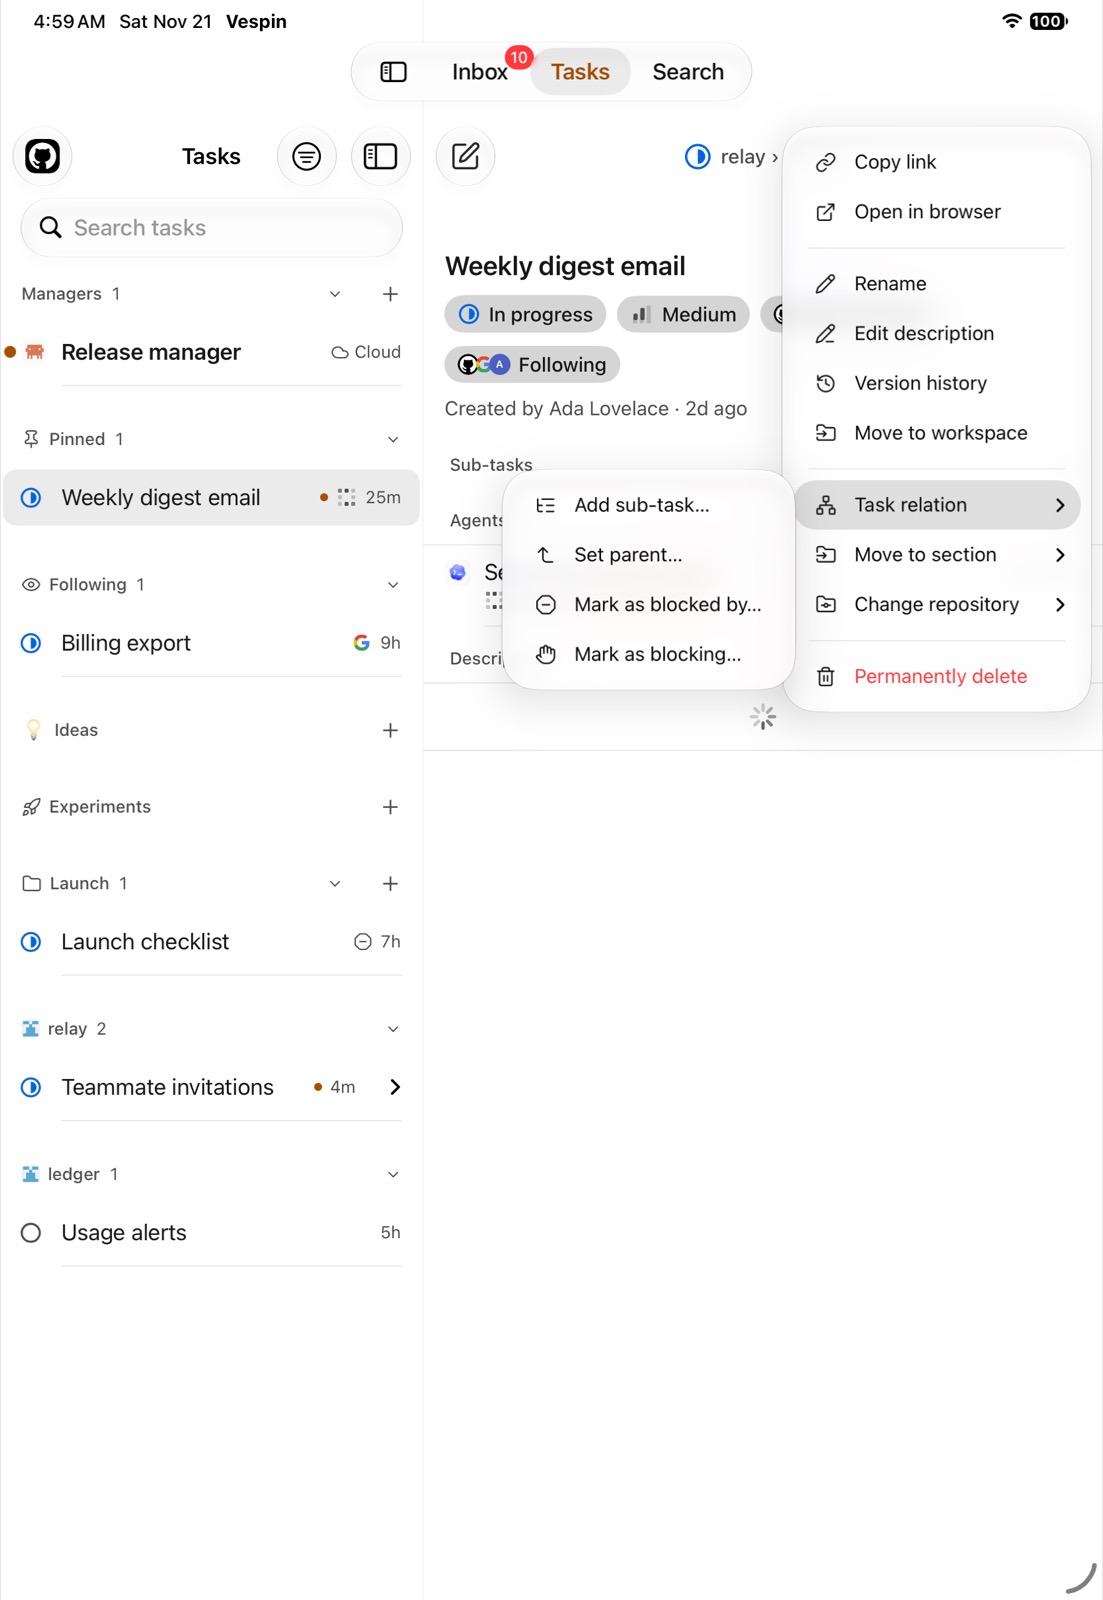 4:59 AM Sat Nov 21 Vespin
100
Inbox 10 Tasks Search
Tasks
Search tasks
Managers 1
Release manager Cloud
Pinned 1
Weekly digest email 25m
Following 1
Billing export 9h
Ideas
Experiments
Launch 1
Launch checklist 7h
relay 2
Teammate invitations 4m
ledger 1
Usage alerts 5h
relay ›
Weekly digest email
In progress Medium
A Following
Created by Ada Lovelace · 2d ago
Sub-tasks
Agents
Se
Descri
Copy link
Open in browser
Rename
Edit description
Version history
Move to workspace
Task relation
Move to section
Change repository
Permanently delete
Add sub-task...
Set parent...
Mark as blocked by...
Mark as blocking...